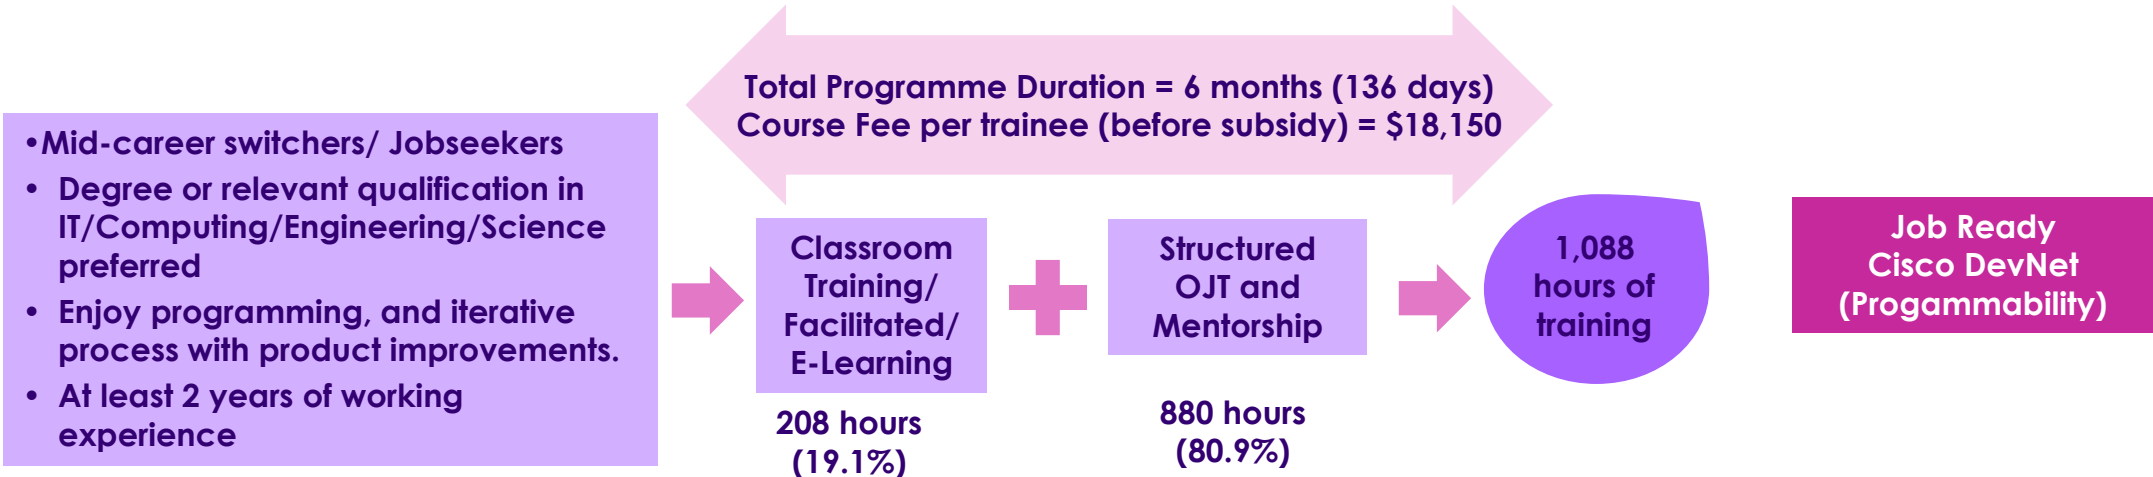 Total Programme Duration = 6 months (136 days)
Course Fee per trainee (before subsidy) = $18,150
•Mid-career switchers/ Jobseekers
• Degree or relevant qualification in
IT/Computing/Engineering/Science
preferred
• Enjoy programming, and iterative
process with product improvements.
• At least 2 years of working
experience
Classroom
Training/
Facilitated/
E-Learning
208 hours
(19.1%)
Structured
OJT and
Mentorship
880 hours
(80.9%)
1,088
hours of
training
Job Ready
Cisco DevNet
(Progammability)